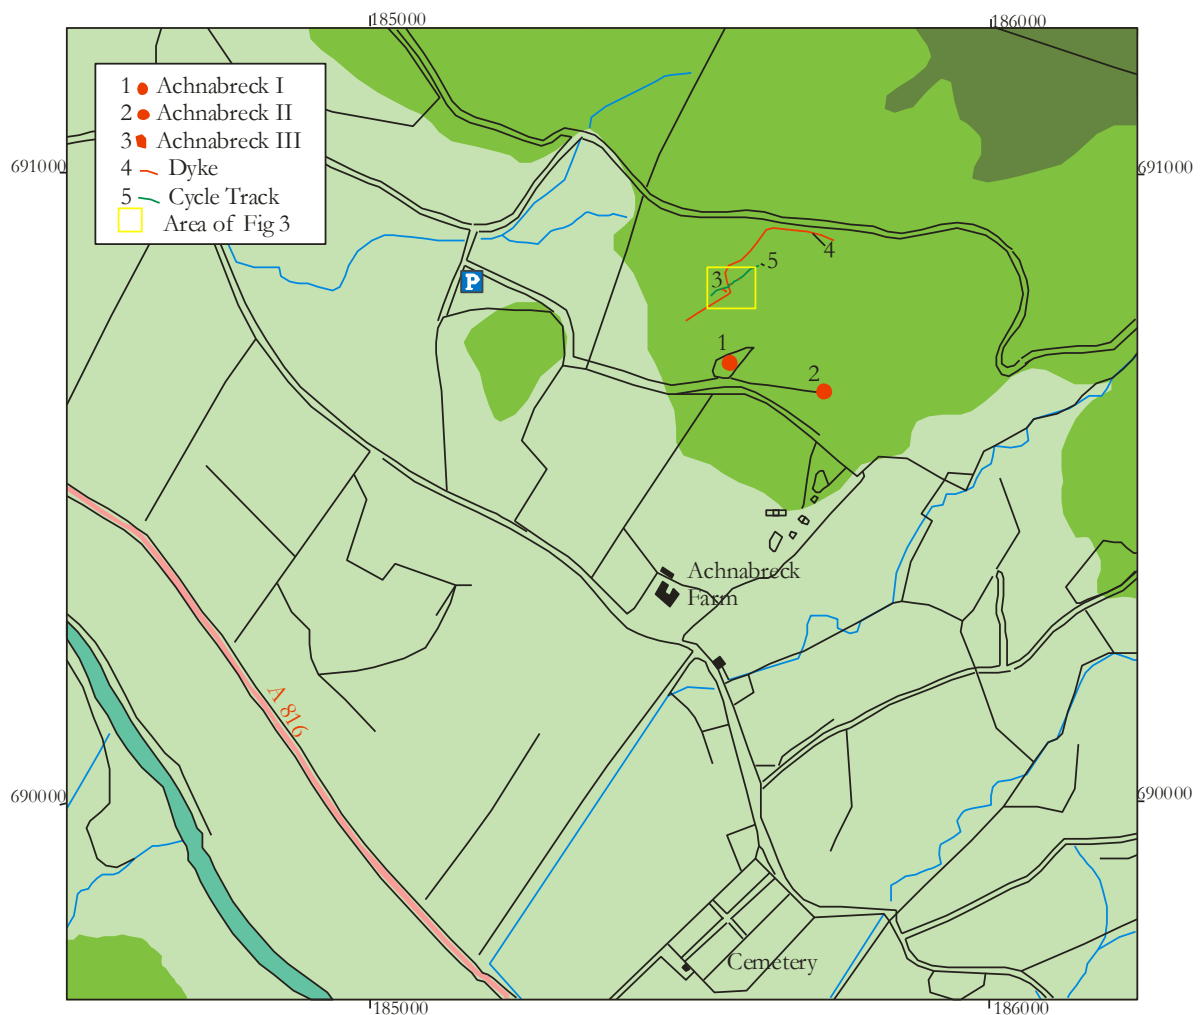 185000
186000
1 Achnabreck I
2 Achnabreck II
3 Achnabreck III
4 Dyke
5 Cycle Track
Area of Fig 3
691000
691000
4
5
3
P
1
2
Achnabreck
Farm
A 816
690000
690000
Cemetery
185000
186000